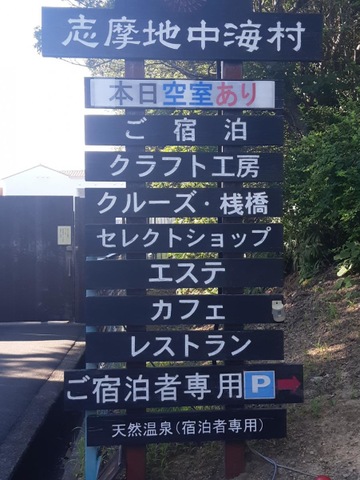 志摩地中海村
本日空室あり
ご宿泊
クラフト工房
クルーズ・桟橋
セレクトショップ
エステ
カフェ
レストラン
ご宿泊者専用P→
天然温泉(宿泊者専用)